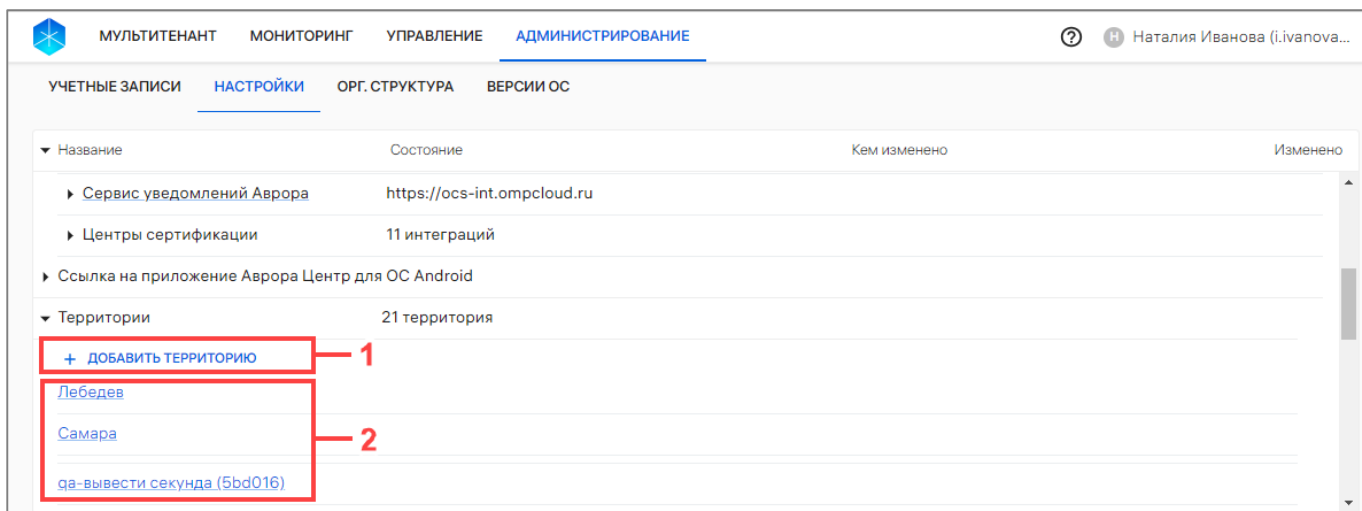 МУЛЬТИТЕНАНТ МОНИТОРИНГ УПРАВЛЕНИЕ АДМИНИСТРИРОВАНИЕ ? Н Наталия Иванова (i.ivanova...
УЧЕТНЫЕ ЗАПИСИ НАСТРОЙКИ ОРГ. СТРУКТУРА ВЕРСИИ ОС
Название Состояние Кем изменено Изменено
Сервис уведомлений Аврора https://ocs-int.ompcloud.ru
Центры сертификации 11 интеграций
Ссылка на приложение Аврора Центр для ОС Android
Территории 21 территория
+ ДОБАВИТЬ ТЕРРИТОРИЮ 1
Лебедев
Самара 2
qa-вывести секунда (5bd016)